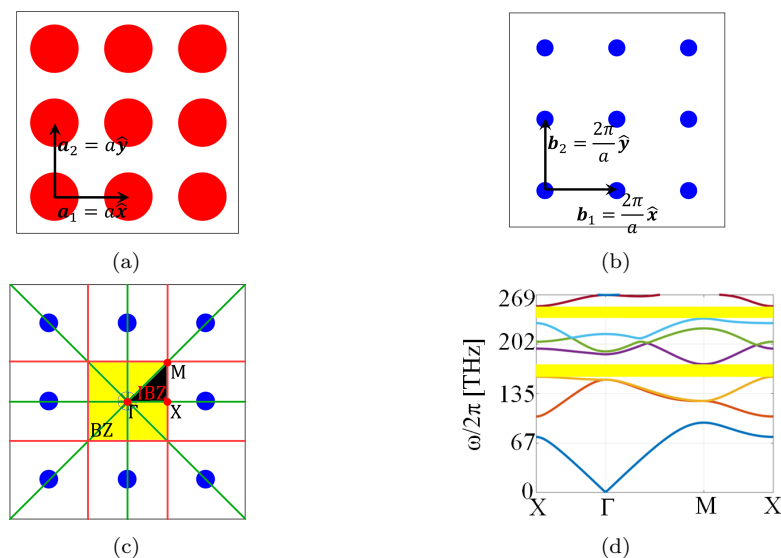 a₂ = aŷ
a₁ = ax̂
(a)
b₂ = 2π/a ŷ
b₁ = 2π/a x̂
(b)
M
IBZ
Γ
X
BZ
(c)
ω/2π [THz]
269
202
135
67
0
X Γ M X
(d)